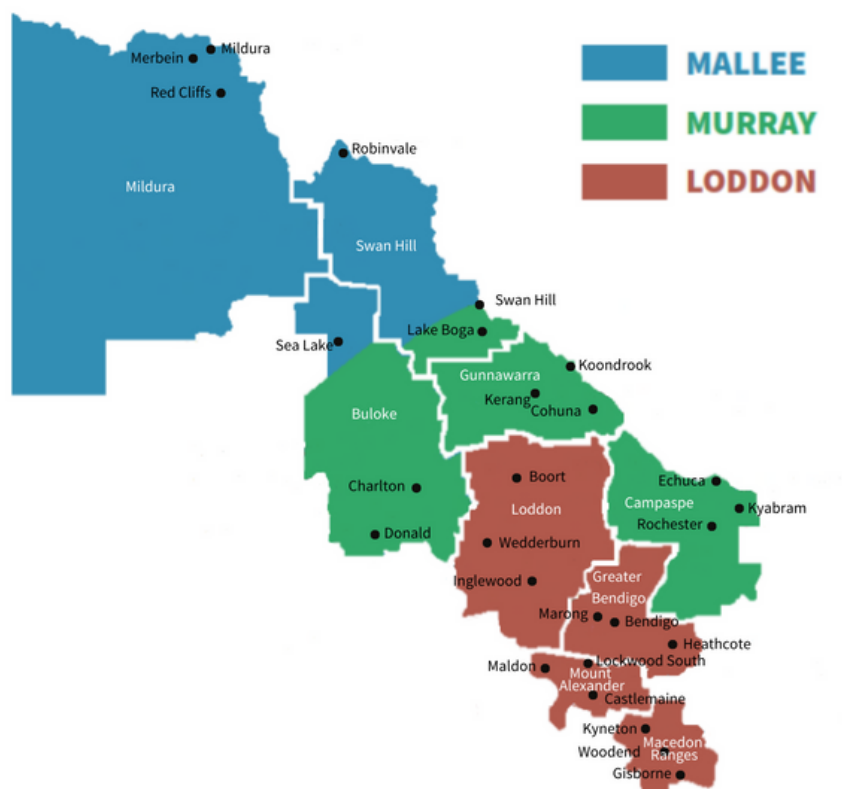 Mildura
Merbein
Red Cliffs
MALLEE
MURRAY
LODDON
Robinvale
Mildura
Swan Hill
Swan Hill
Lake Boga
Sea Lake
Koondrook
Gunnawarra
Kerang
Cohuna
Buloke
Boort
Echuca
Charlton
Loddon
Campaspe
Kyabram
Rochester
Donald
Wedderburn
Inglewood
Greater
Bendigo
Marong
Bendigo
Heathcote
Lockwood South
Maldon
Mount
Alexander
Castlemaine
Kyneton
Macedon
Ranges
Woodend
Gisborne